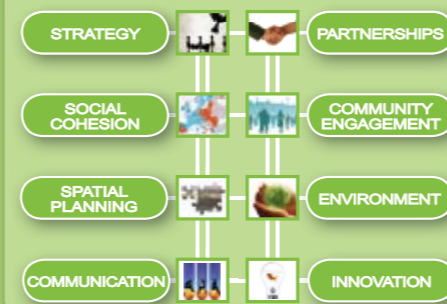 STRATEGY
PARTNERSHIPS
SOCIAL
COHESION
COMMUNITY
ENGAGEMENT
SPATIAL
PLANNING
ENVIRONMENT
COMMUNICATION
INNOVATION